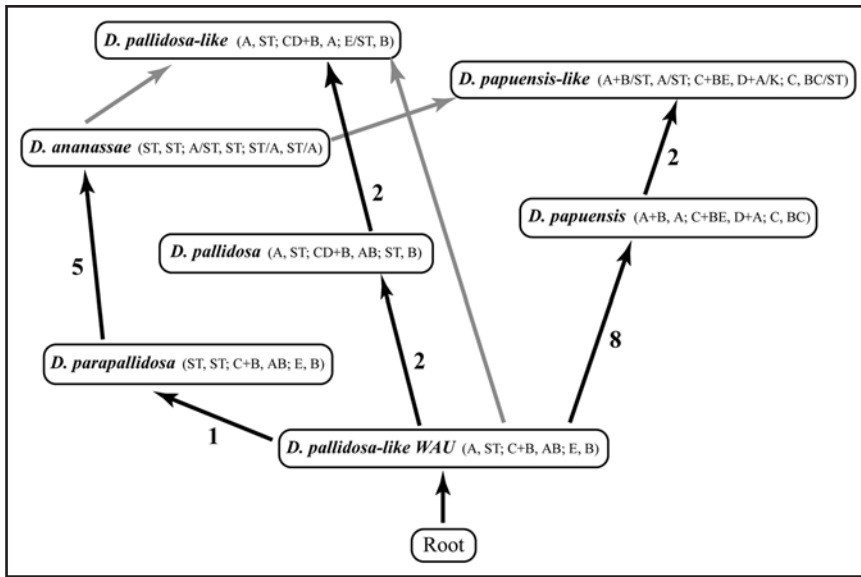 D. pallidosa-like (A, ST; CD+B, A; E/ST, B)
D. papuensis-like (A+B/ST, A/ST; C+BE, D+A/K; C, BC/ST)
D. ananassae (ST, ST; A/ST, ST; ST/A, ST/A)
2
2
D. papuensis (A+B, A; C+BE, D+A; C, BC)
D. pallidosa (A, ST; CD+B, AB; ST, B)
5
8
D. parapallidosa (ST, ST; C+B, AB; E, B)
2
1
D. pallidosa-like WAU (A, ST; C+B, AB; E, B)
Root